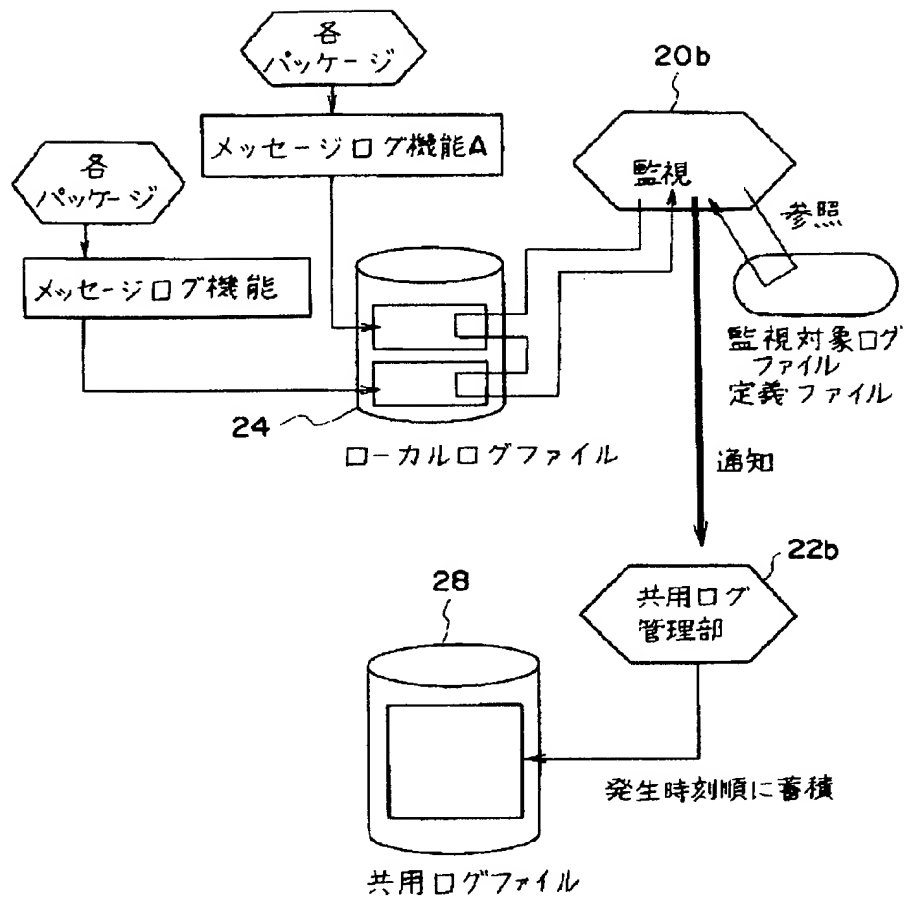 各
パッケージ
20b
メッセージログ機能A
各
パッケージ
監視
参照
メッセージログ機能
監視対象ログ
ファイル
定義ファイル
24
ローカルログファイル
通知
22b
28
共用ログ
管理部
発生時刻順に蓄積
共用ログファイル